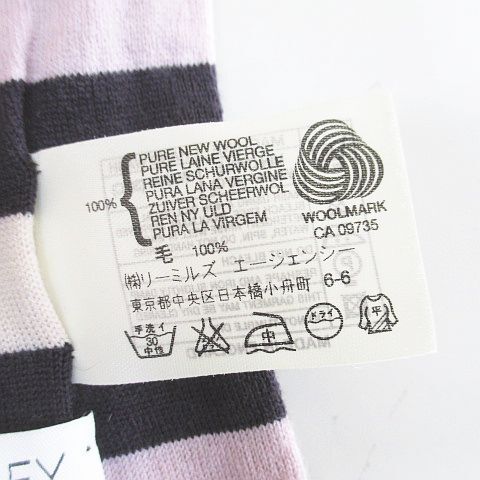 100%
PURE NEW WOOL
PURE LAINE VIERGE
REINE SCHURWOLLE
PURA LANA VERGINE
ZUIVER SCHEERWOL
REN NY ULD
PURA LA VIRGEM
WOOLMARK
CA 09735
毛 100%
㈱リーミルズ エージェンシー
東京都中央区日本橋小舟町 6-6
手洗イ
30
中性
中
ドライ
平
EY